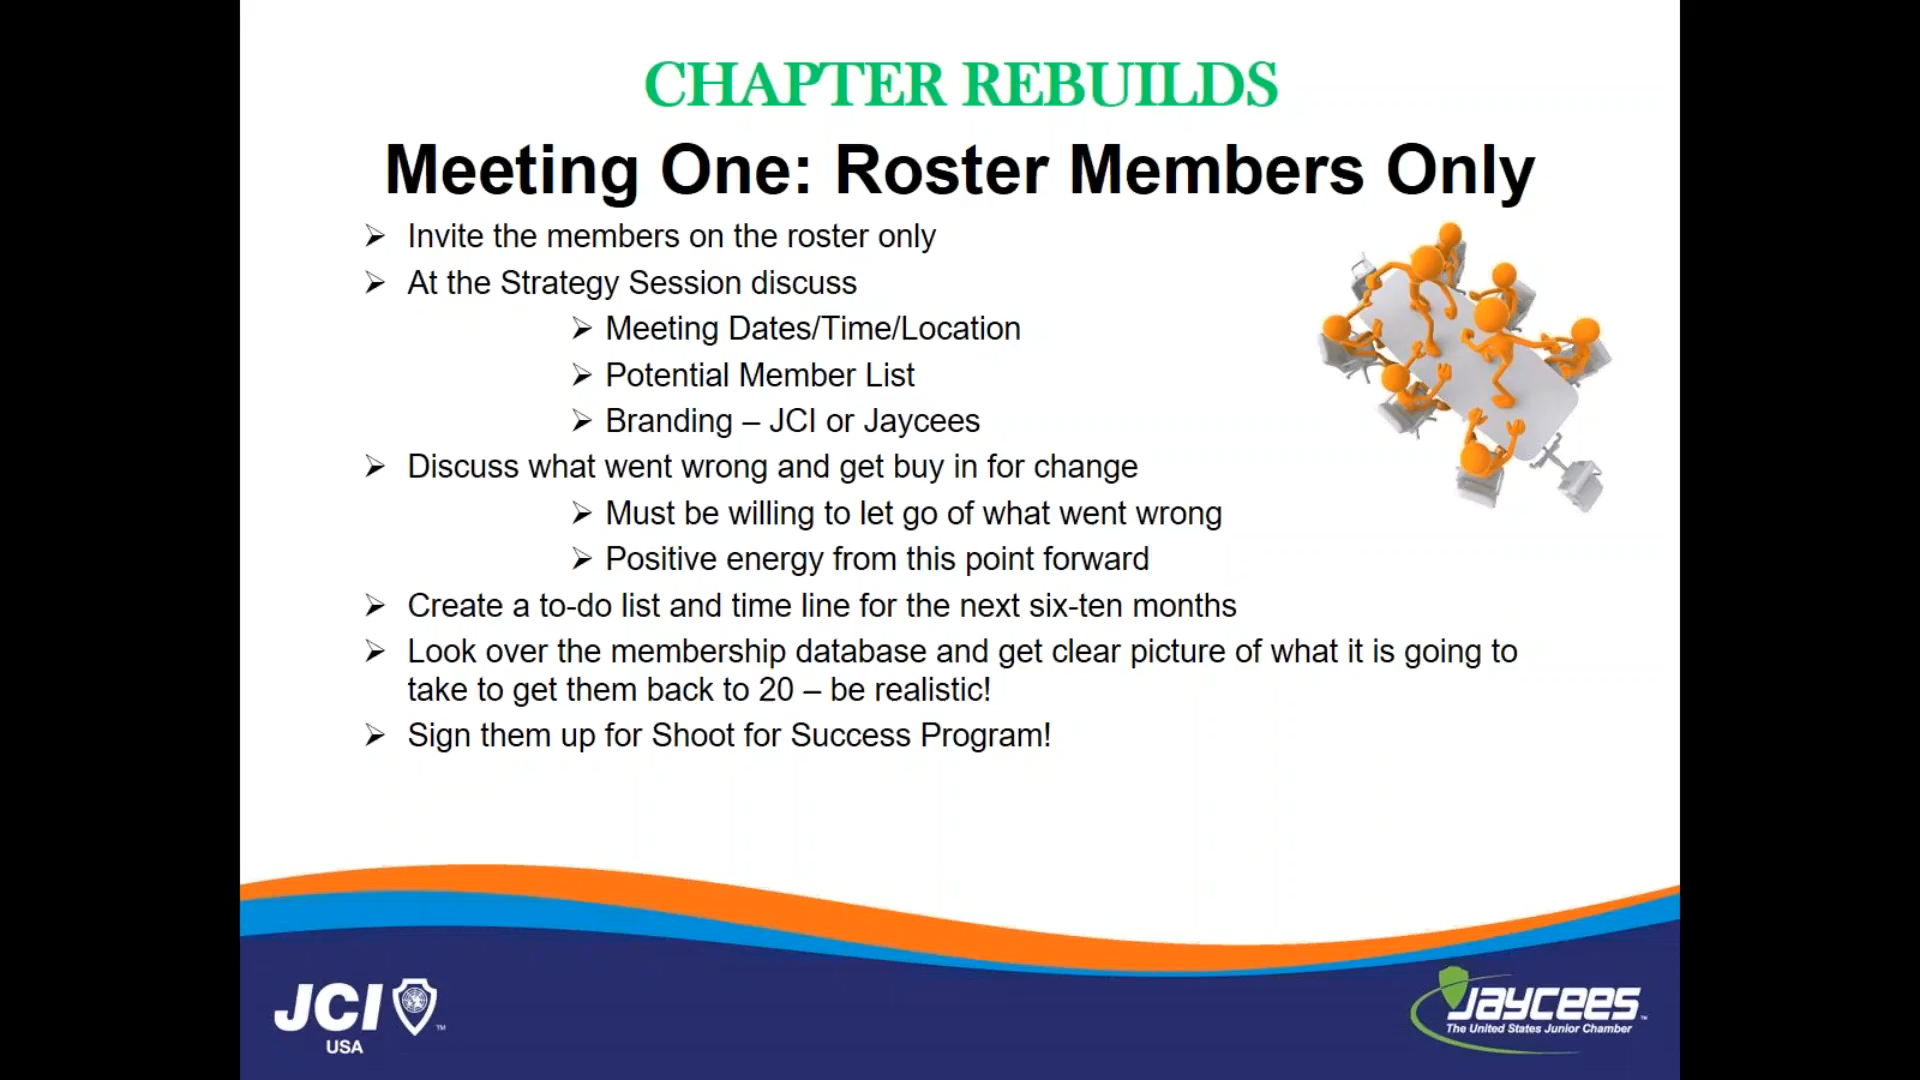 CHAPTER REBUILDS
Meeting One: Roster Members Only
➢ Invite the members on the roster only
➢ At the Strategy Session discuss
➢ Meeting Dates/Time/Location
➢ Potential Member List
➢ Branding – JCI or Jaycees
➢ Discuss what went wrong and get buy in for change
➢ Must be willing to let go of what went wrong
➢ Positive energy from this point forward
➢ Create a to-do list and time line for the next six-ten months
➢ Look over the membership database and get clear picture of what it is going to
take to get them back to 20 – be realistic!
➢ Sign them up for Shoot for Success Program!
JCI ™
USA
Jaycees ™
The United States Junior Chamber